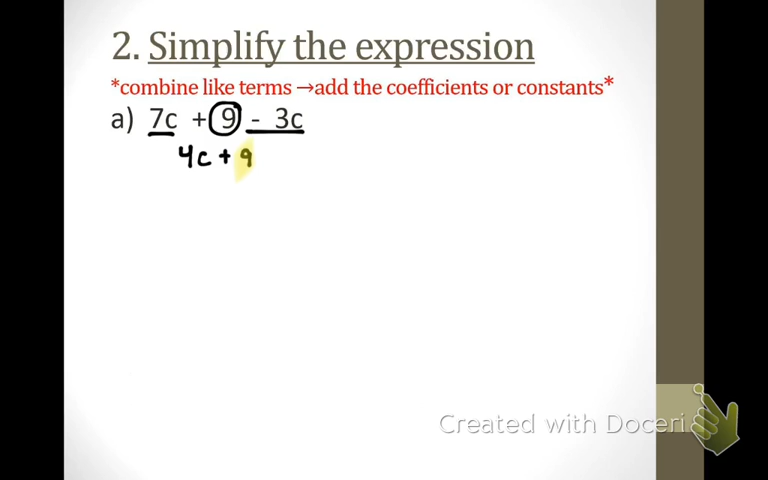 2. Simplify the expression
*combine like terms →add the coefficients or constants*
a) 7c +9 - 3c
4c + 9
Created with Doceri